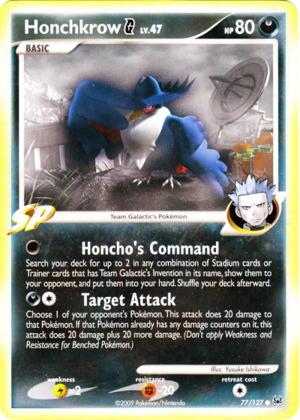 Honchkrow G LV.47 HP 80
BASIC
Team Galactic's Pokémon
SP
Honcho's Command
Search your deck for up to 2 in any combination of Stadium cards or
Trainer cards that has Team Galactic's Invention in its name, show them to
your opponent, and put them into your hand. Shuffle your deck afterward.
Target Attack
Choose 1 of your opponent's Pokémon. This attack does 20 damage to
that Pokémon. If that Pokémon already has any damage counters on it, this
attack does 20 damage plus 20 more. (Don't apply Weakness and
Resistance for Benched Pokémon.)
Illus. Yusuke Ishikawa
weakness resistance retreat cost
×2 -20
©2009 Pokémon/Nintendo 77/127